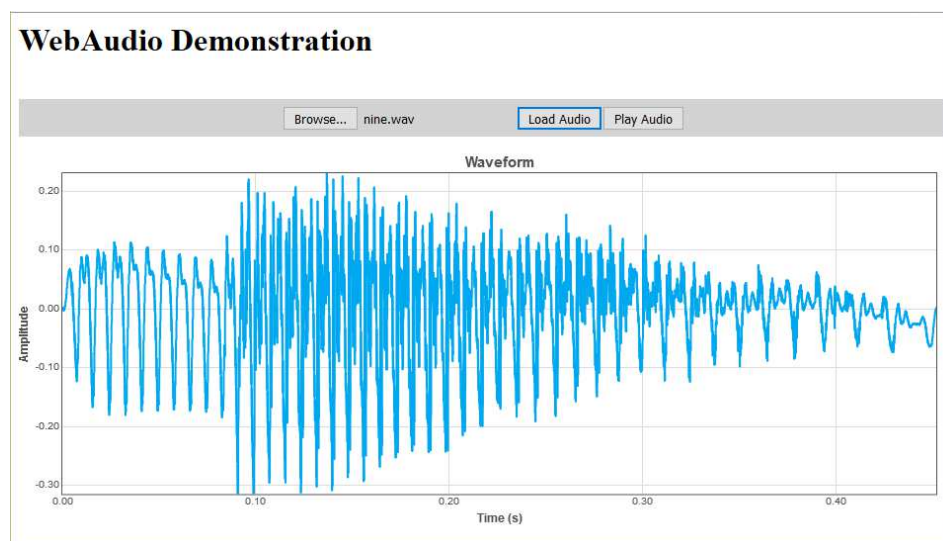 WebAudio Demonstration
Browse... nine.wav Load Audio Play Audio
Waveform
0.20
0.10
0.00
-0.10
-0.20
-0.30
Amplitude
0.00 0.10 0.20 0.30 0.40
Time (s)